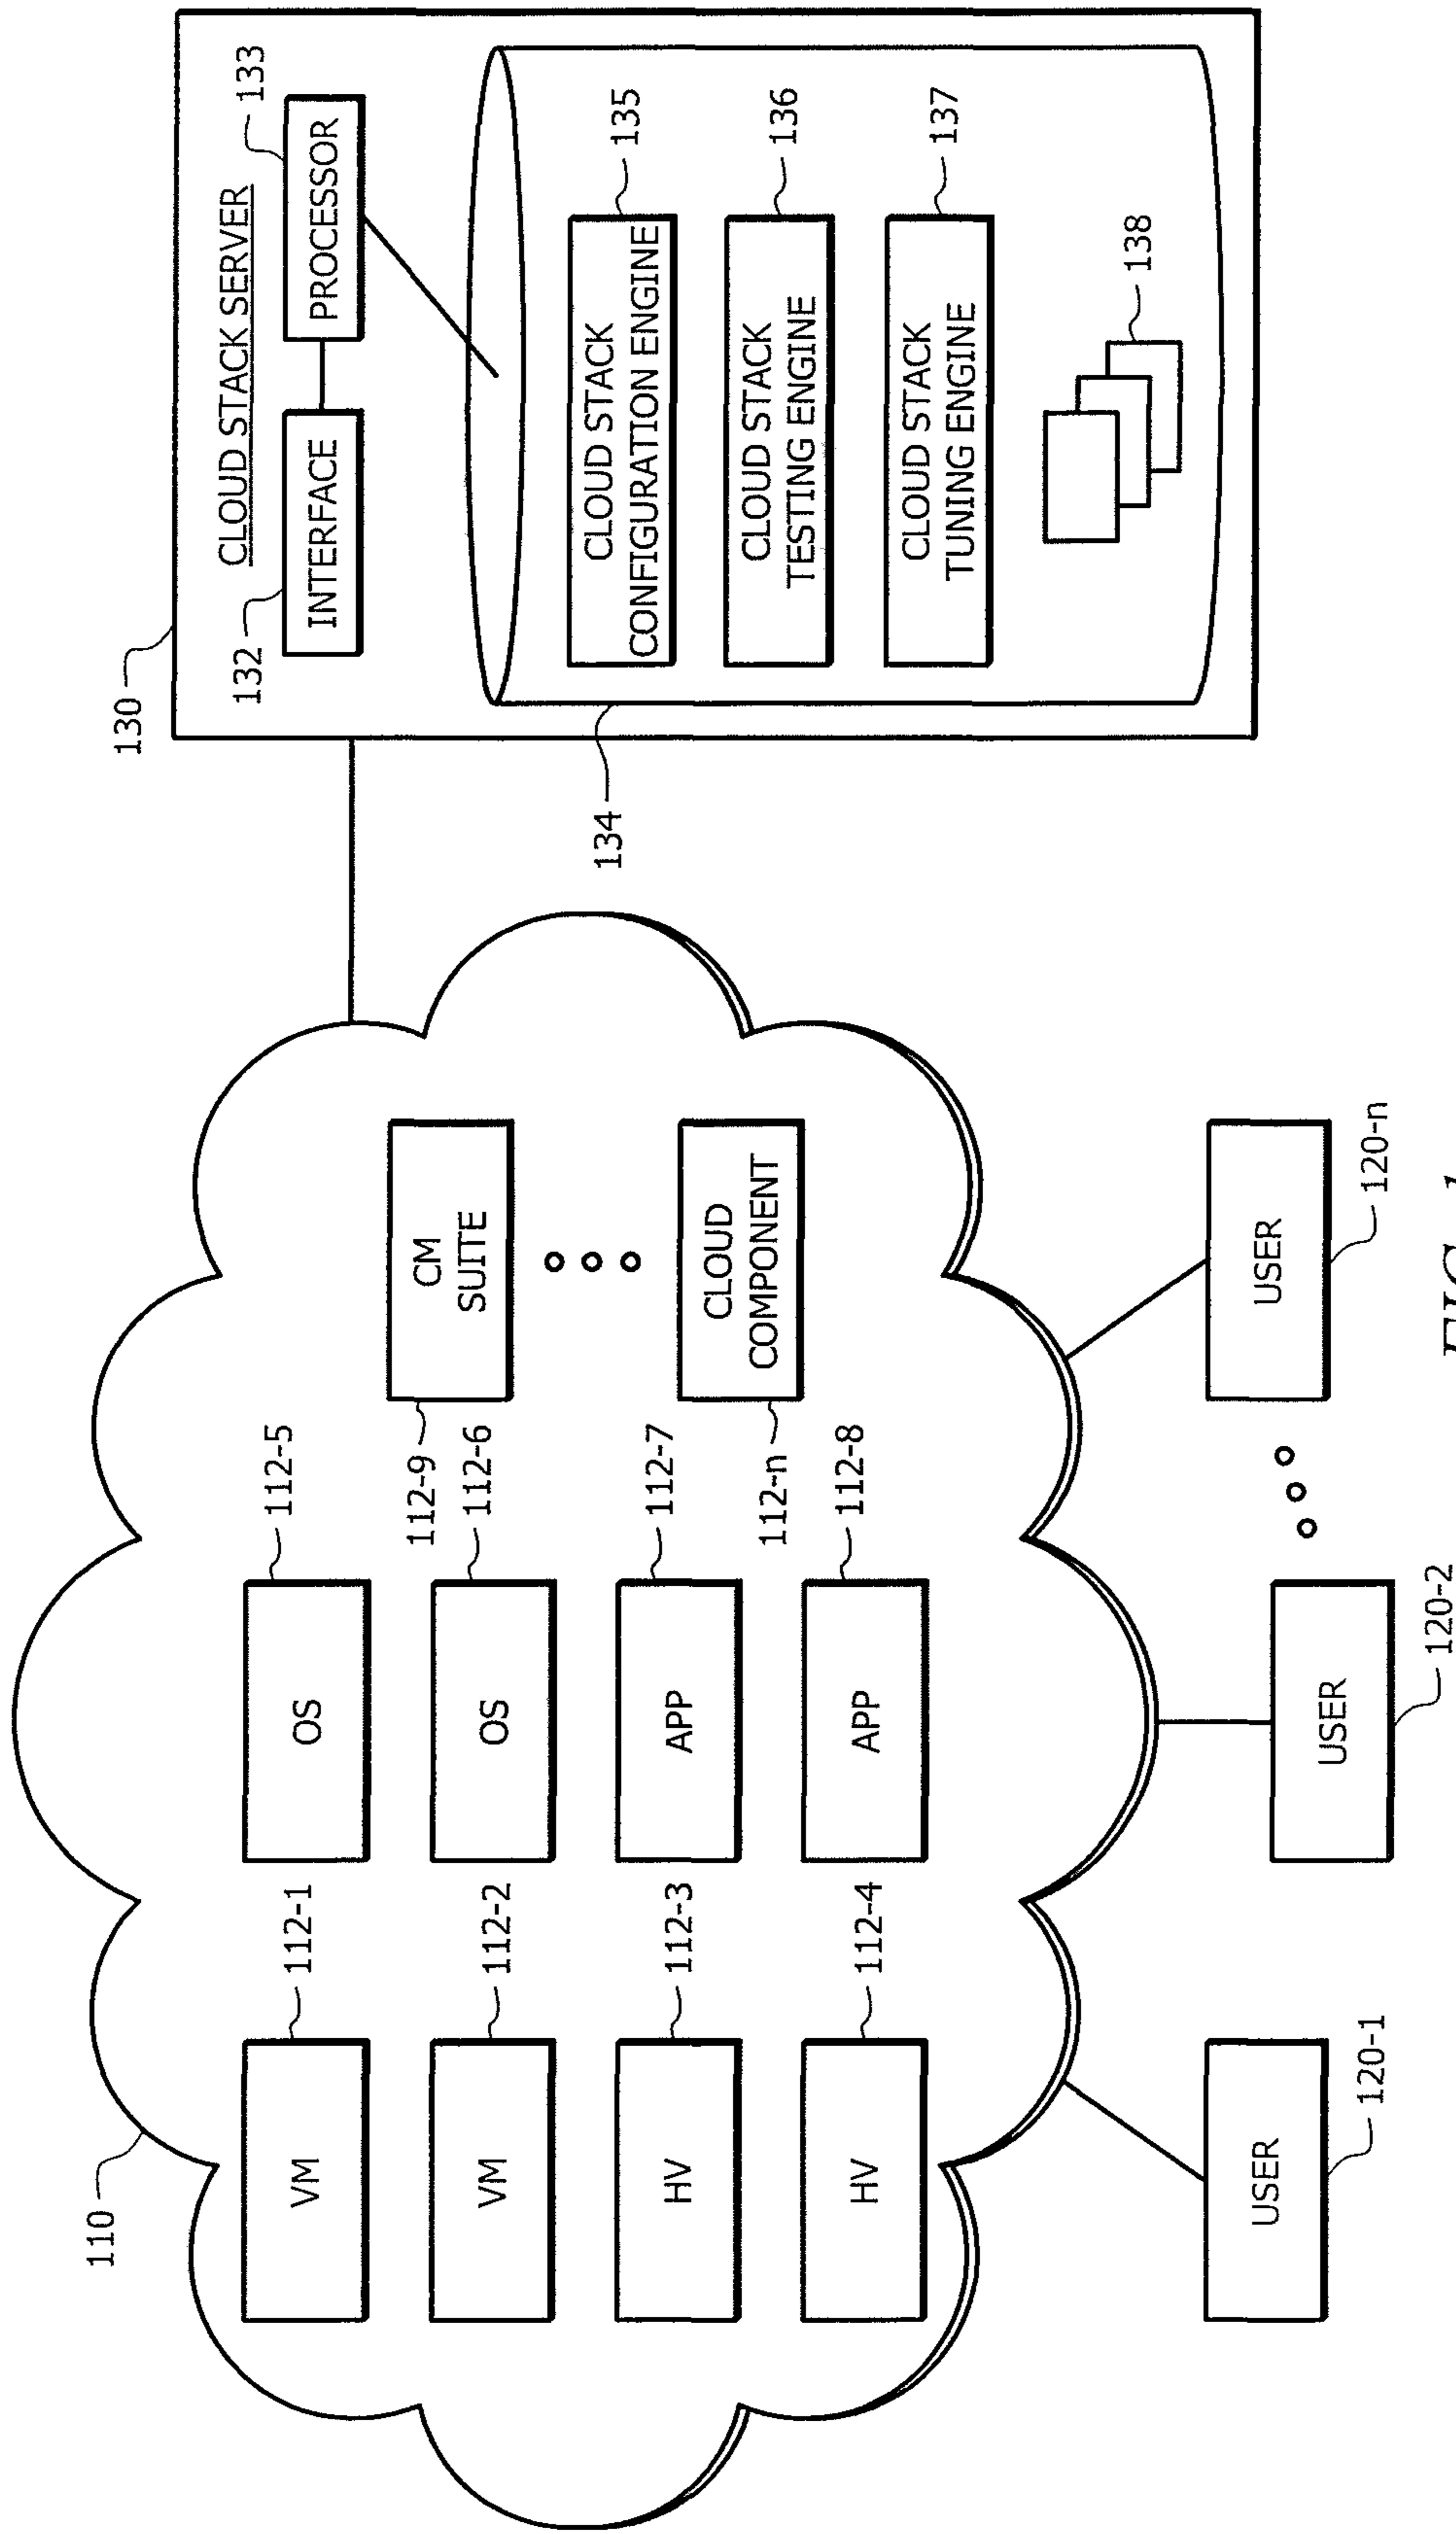 110
VM
112-1
VM
112-2
HV
112-3
HV
112-4
OS
112-5
OS
112-6
APP
112-7
APP
112-8
CM
SUITE
112-9
CLOUD
COMPONENT
112-n
USER
120-1
USER
120-2
USER
120-n
130
CLOUD STACK SERVER
132
INTERFACE
PROCESSOR
133
134
CLOUD STACK
CONFIGURATION ENGINE
135
CLOUD STACK
TESTING ENGINE
136
CLOUD STACK
TUNING ENGINE
137
138